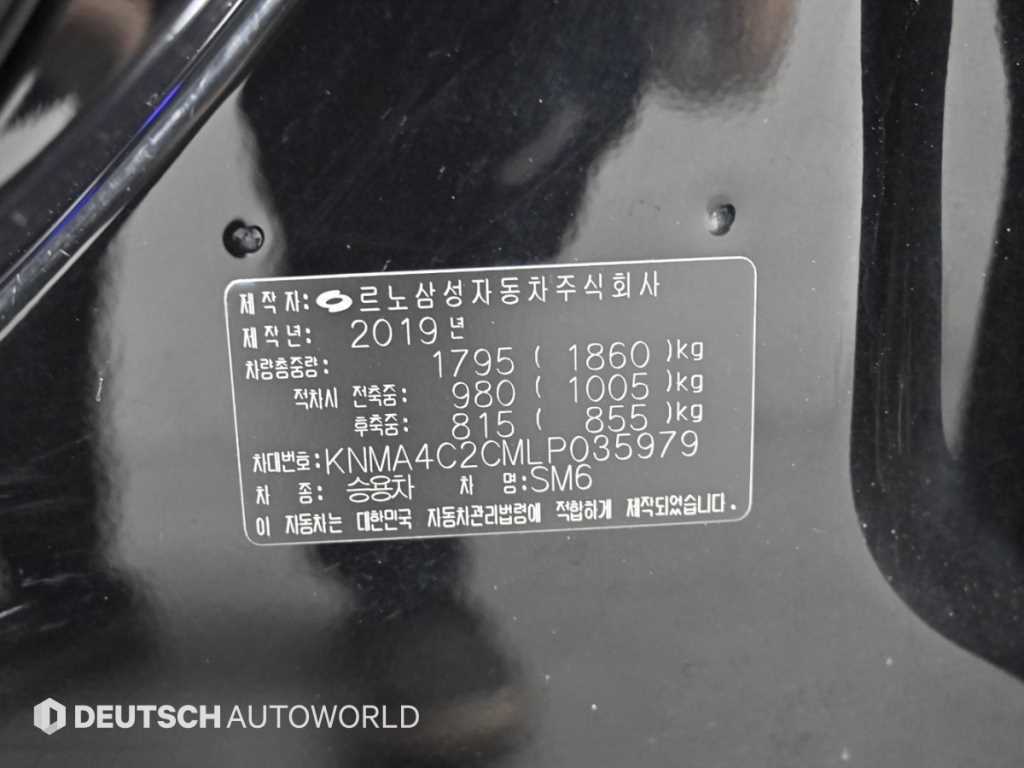 제작자: 르노삼성자동차주식회사
제작년: 2019년
차량총중량: 1795 ( 1860 )kg
적차시 전축중: 980 ( 1005 )kg
후축중: 815 ( 855 )kg
차대번호:KNMA4C2CMLP035979
차 종: 승용차 차 명:SM6
이 자동차는 대한민국 자동차관리법령에 적합하게 제작되었습니다.
DEUTSCH AUTOWORLD